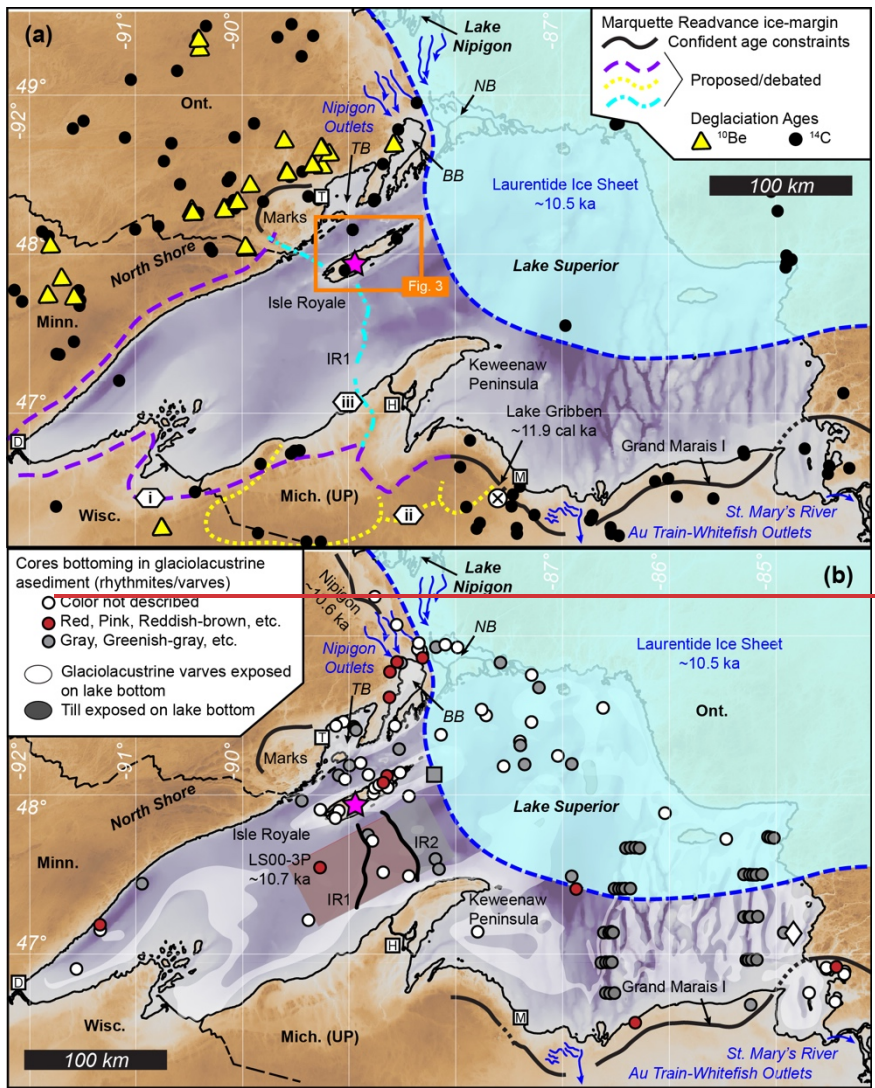 (a)
-91
-90
Lake
Nipigon
-87
49°
-92°
Ont.
Nipigon
Outlets
NB
TB
BB
Marquette Readvance ice-margin
Confident age constraints
Proposed/debated
Deglaciation Ages
10Be
14C
100 km
Laurentide Ice Sheet
~10.5 ka
T
Marks
48°
North Shore
Lake Superior
Fig. 3
Isle Royale
Minn.
IR1
Keweenaw
Peninsula
47°
iii
H
Lake Gribben
~11.9 cal ka
D
Grand Marais I
M
i
Mich. (UP)
ii
Wisc.
St. Mary's River
Au Train-Whitefish Outlets
Cores bottoming in glaciolacustrine
asediment (rhythmites/varves)
Color not described
Red, Pink, Reddish-brown, etc.
Gray, Greenish-gray, etc.
Glaciolacustrine varves exposed
on lake bottom
Till exposed on lake bottom
(b)
Lake
Nipigon
-87
-86
-85
Nipigon
~10.6 ka
NB
Nipigon
Outlets
Laurentide Ice Sheet
~10.5 ka
TB
BB
Ont.
-92°
-91
-90
T
Marks
48°
North Shore
Lake Superior
Isle Royale
Minn.
LS00-3P
~10.7 ka
IR2
IR1
Keweenaw
Peninsula
47°
H
D
Grand Marais I
M
Wisc.
Mich. (UP)
St. Mary's River
Au Train-Whitefish Outlets
100 km